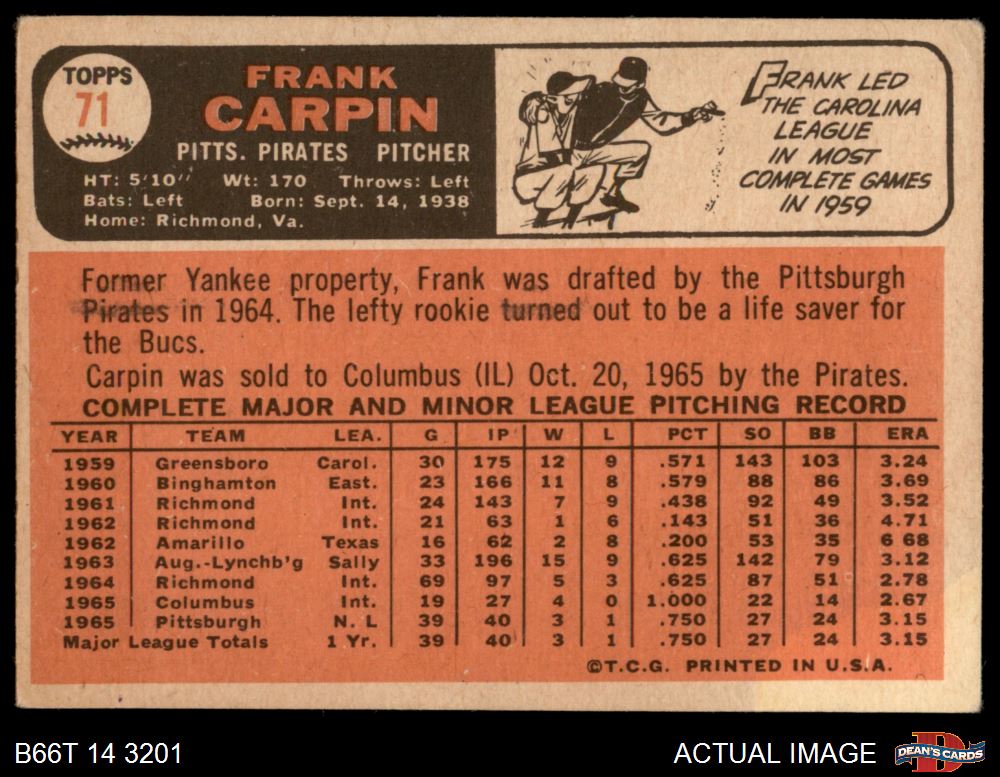 TOPPS
71
FRANK
CARPIN
PITTS. PIRATES PITCHER
HT: 5'10" Wt: 170 Throws: Left
Bats: Left Born: Sept. 14, 1938
Home: Richmond, Va.
FRANK LED
THE CAROLINA
LEAGUE
IN MOST
COMPLETE GAMES
IN 1959
Former Yankee property, Frank was drafted by the Pittsburgh
Pirates in 1964. The lefty rookie turned out to be a life saver for
the Bucs.
Carpin was sold to Columbus (IL) Oct. 20, 1965 by the Pirates.
COMPLETE MAJOR AND MINOR LEAGUE PITCHING RECORD
YEAR TEAM LEA. G IP W L PCT SO BB ERA
1959 Greensboro Carol. 30 175 12 9 .571 143 103 3.24
1960 Binghamton East. 23 166 11 8 .579 88 86 3.69
1961 Richmond Int. 24 143 7 9 .438 92 49 3.52
1962 Richmond Int. 21 63 1 6 .143 51 36 4.71
1962 Amarillo Texas 16 62 2 8 .200 53 35 6 68
1963 Aug.-Lynchb'g Sally 33 196 15 9 .625 142 79 3.12
1964 Richmond Int. 69 97 5 3 .625 87 51 2.78
1965 Columbus Int. 19 27 4 0 1.000 22 14 2.67
1965 Pittsburgh N. L 39 40 3 1 .750 27 24 3.15
Major League Totals 1 Yr. 39 40 3 1 .750 27 24 3.15
©T.C.G. PRINTED IN U.S.A.
B66T 14 3201
ACTUAL IMAGE
D
DEAN'S CARDS